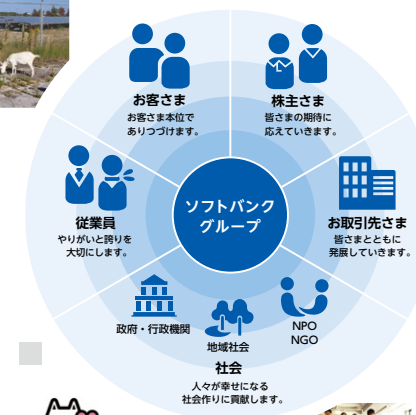 お客さま
お客さま本位で
ありつづけます。
株主さま
皆さまの期待に
応えていきます。
従業員
やりがいと誇りを
大切にします。
ソフトバンク
グループ
お取引先さま
皆さまとともに
発展していきます。
政府・行政機関
地域社会
NPO
NGO
社会
人々が幸せになる
社会作りに貢献します。